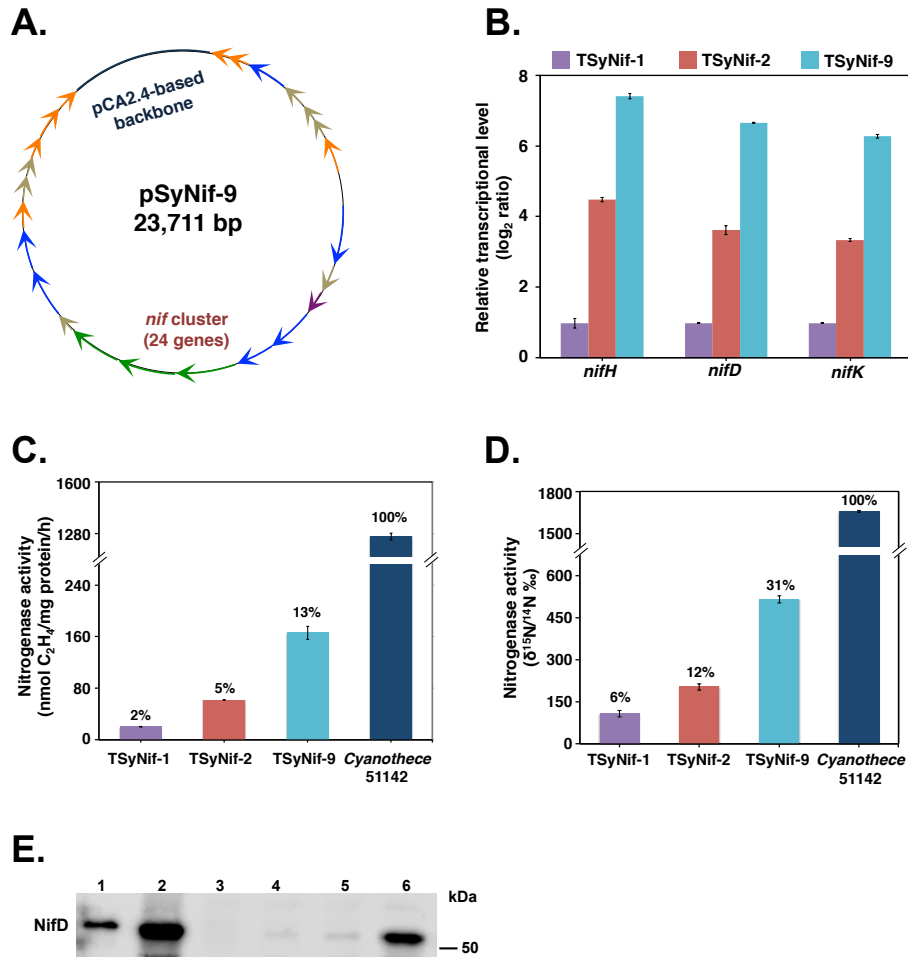 A.
pCA2.4-based
backbone
pSyNif-9
23,711 bp
nif cluster
(24 genes)
B.
TSyNif-1 TSyNif-2 TSyNif-9
Relative transcriptional level
(log2 ratio)
8
6
4
2
0
nifH nifD nifK
C.
Nitrogenase activity
(nmol C2H4/mg protein/h)
1600
1280
240
160
80
0
2%
5%
13%
100%
TSyNif-1 TSyNif-2 TSyNif-9 Cyanothece
51142
D.
Nitrogenase activity
(δ15N/14N ‰)
1800
1500
600
450
300
150
0
6%
12%
31%
100%
TSyNif-1 TSyNif-2 TSyNif-9 Cyanothece
51142
E.
1 2 3 4 5 6 kDa
NifD
50